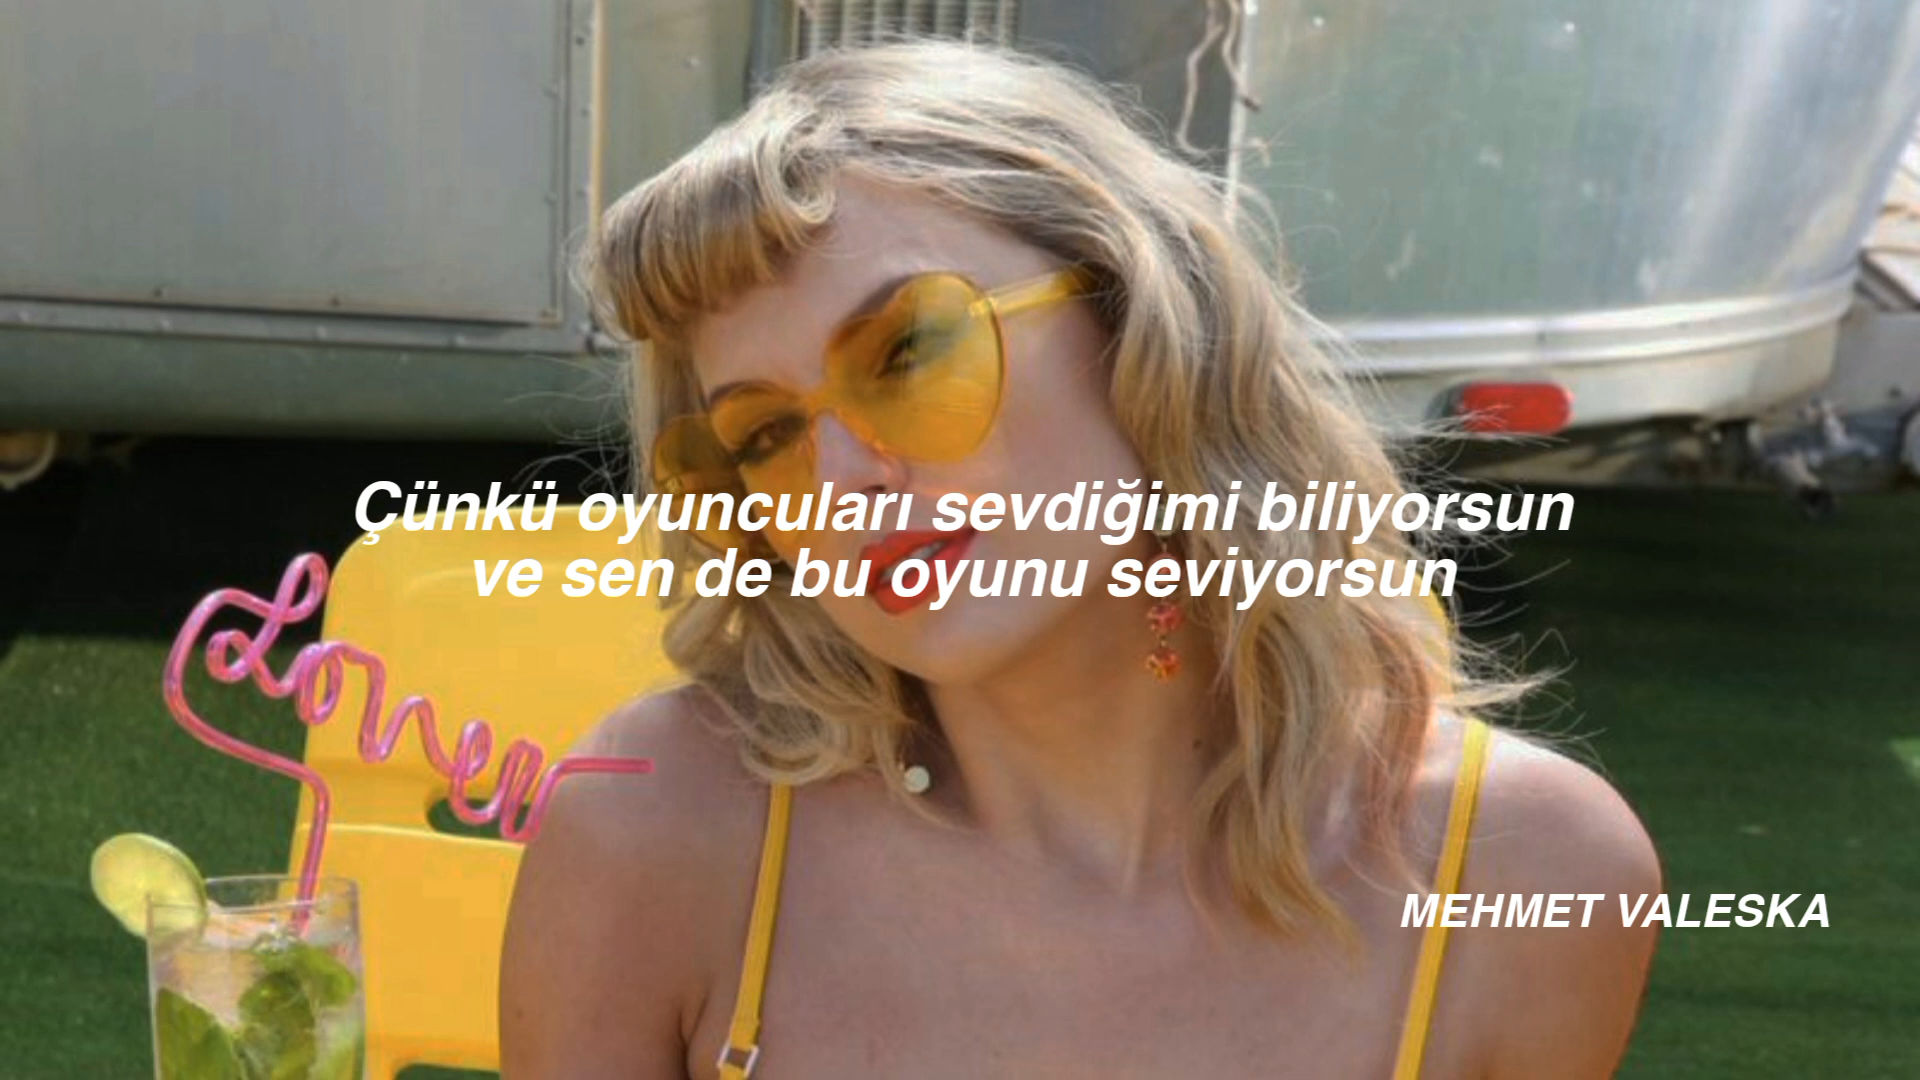 Çünkü oyuncuları sevdiğimi biliyorsun
ve sen de bu oyunu seviyorsun
Lover
MEHMET VALESKA